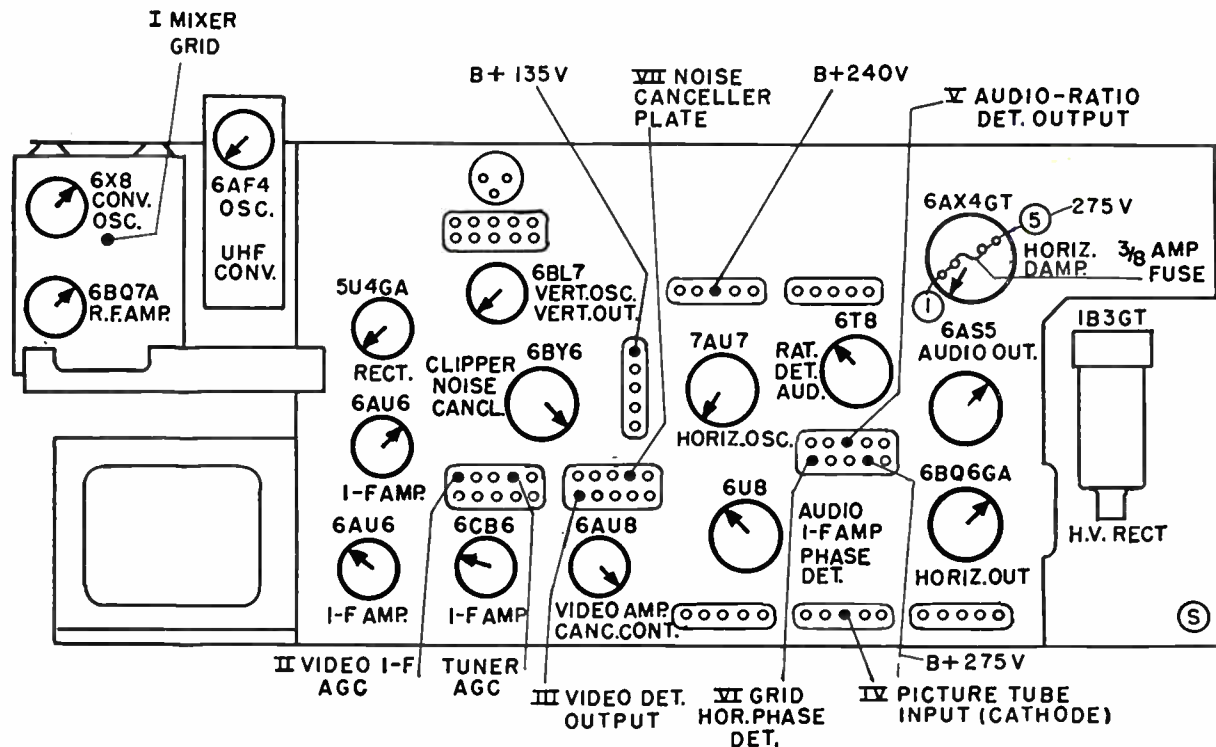 I MIXER
GRID
B+ 135V
VII NOISE
CANCELLER
PLATE
B+240V
V AUDIO-RATIO
DET. OUTPUT
6X8
CONV.
OSC.
6BQ7A
R.F. AMP.
6AF4
OSC.
UHF
CONV.
5U4GA
RECT.
6BL7
VERT. OSC.
VERT. OUT.
6BY6
CLIPPER
NOISE
CANCL.
6AU6
I-F AMP.
7AU7
HORIZ. OSC.
6T8
RAT.
DET.
AUD.
6AX4GT
5
275 V
HORIZ.
DAMP.
3/8 AMP
FUSE
1
6AS5
AUDIO OUT.
1B3GT
H.V. RECT
6AU6
I-F AMP.
6CB6
I-F AMP
6AU8
VIDEO AMP.
CANC. CONT.
6U8
AUDIO
I-F AMP
PHASE
DET.
6BQ6GA
HORIZ. OUT
S
II VIDEO I-F
AGC
TUNER
AGC
III VIDEO DET.
OUTPUT
VI GRID
HOR. PHASE
DET.
B+275V
IV PICTURE TUBE
INPUT (CATHODE)